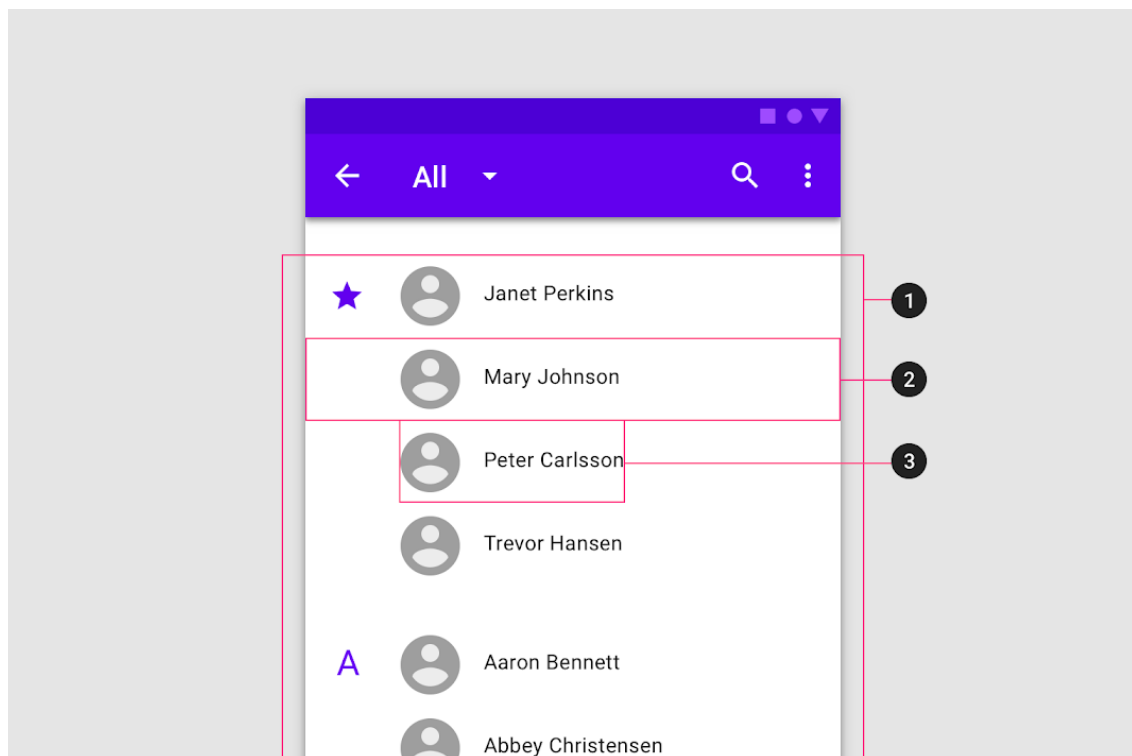 All
Janet Perkins
1
Mary Johnson
2
Peter Carlsson
3
Trevor Hansen
A
Aaron Bennett
Abbey Christensen